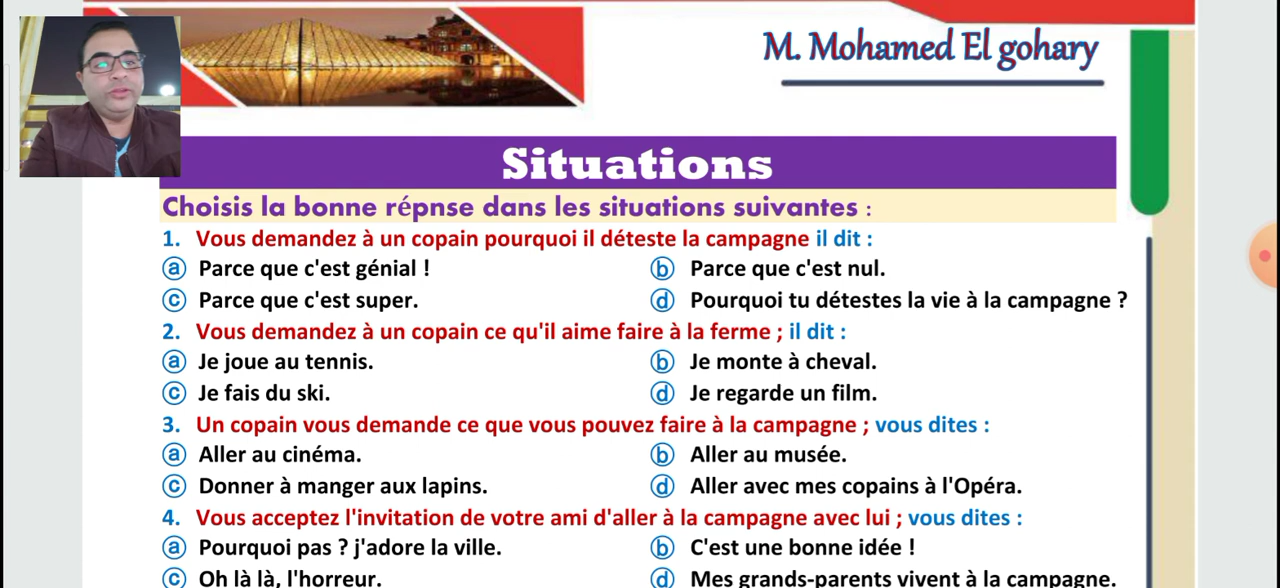 M. Mohamed El gohary
Situations
Choisis la bonne répnse dans les situations suivantes :
1. Vous demandez à un copain pourquoi il déteste la campagne il dit :
ⓐ Parce que c'est génial ! ⓑ Parce que c'est nul.
ⓒ Parce que c'est super. ⓓ Pourquoi tu détestes la vie à la campagne ?
2. Vous demandez à un copain ce qu'il aime faire à la ferme ; il dit :
ⓐ Je joue au tennis. ⓑ Je monte à cheval.
ⓒ Je fais du ski. ⓓ Je regarde un film.
3. Un copain vous demande ce que vous pouvez faire à la campagne ; vous dites :
ⓐ Aller au cinéma. ⓑ Aller au musée.
ⓒ Donner à manger aux lapins. ⓓ Aller avec mes copains à l'Opéra.
4. Vous acceptez l'invitation de votre ami d'aller à la campagne avec lui ; vous dites :
ⓐ Pourquoi pas ? j'adore la ville. ⓑ C'est une bonne idée !
ⓒ Oh là là, l'horreur. ⓓ Mes grands-parents vivent à la campagne.